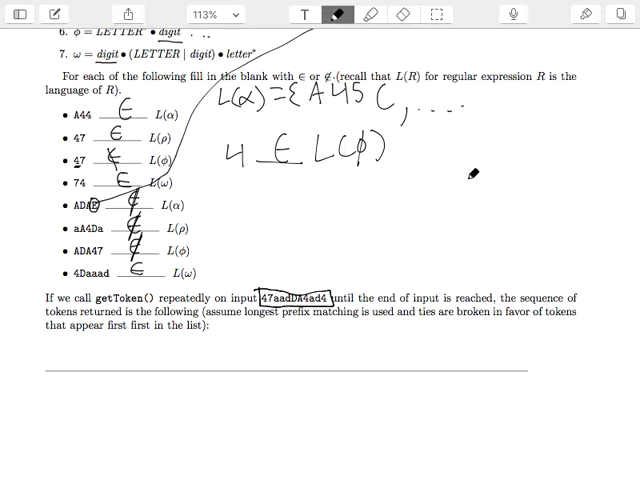 113%
6. ϕ = LETTER* • digit
7. ω = digit • (LETTER | digit) • letter*
For each of the following fill in the blank with ∈ or ∉ (recall that L(R) for regular expression R is the
language of R).
L(α) = { A45 C, ....
• A44 ∈ L(α)
• 47 ∈ L(ρ)
4 ∈ L(ϕ)
• 47 ∉ L(ϕ)
• 74 ∈ L(ω)
• ADAE ∉ L(α)
• aA4Da ∉ L(ρ)
• ADA47 ∉ L(ϕ)
• 4Daaad ∈ L(ω)
If we call getToken() repeatedly on input 47aadDA4ad4 until the end of input is reached, the sequence of
tokens returned is the following (assume longest prefix matching is used and ties are broken in favor of tokens
that appear first first in the list):